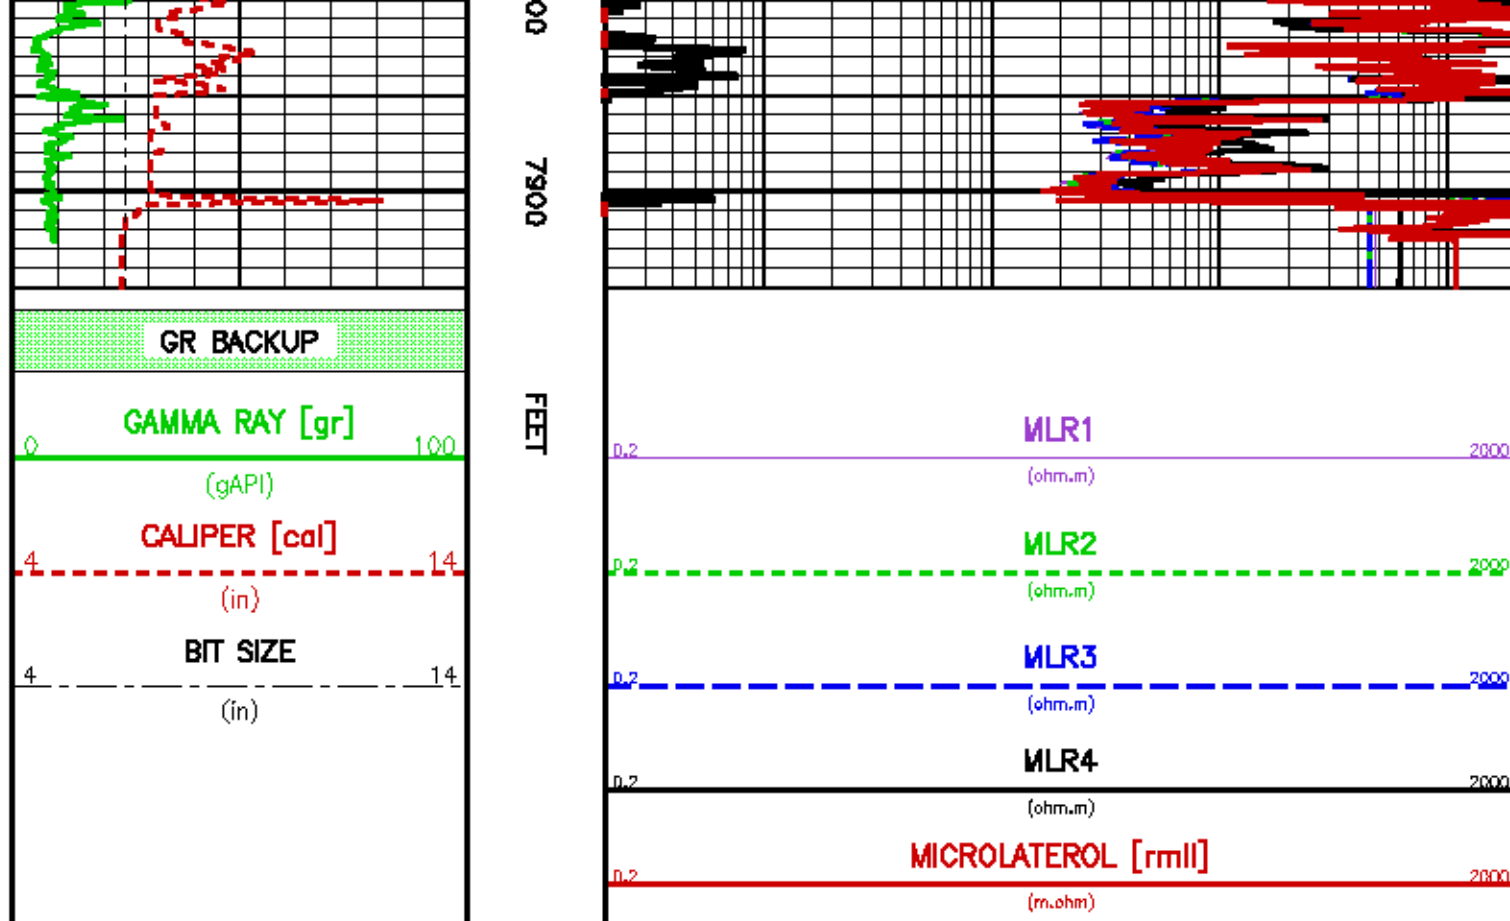 00
7900
GR BACKUP
FEET
GAMMA RAY [gr]
0 100
(gAPI)
CALIPER [cal]
4 14
(in)
BIT SIZE
4 14
(in)
MLR1
0.2 2000
(ohm.m)
MLR2
0.2 2000
(ohm.m)
MLR3
0.2 2000
(ohm.m)
MLR4
0.2 2000
(ohm.m)
MICROLATEROL [rmll]
0.2 2000
(m.ohm)